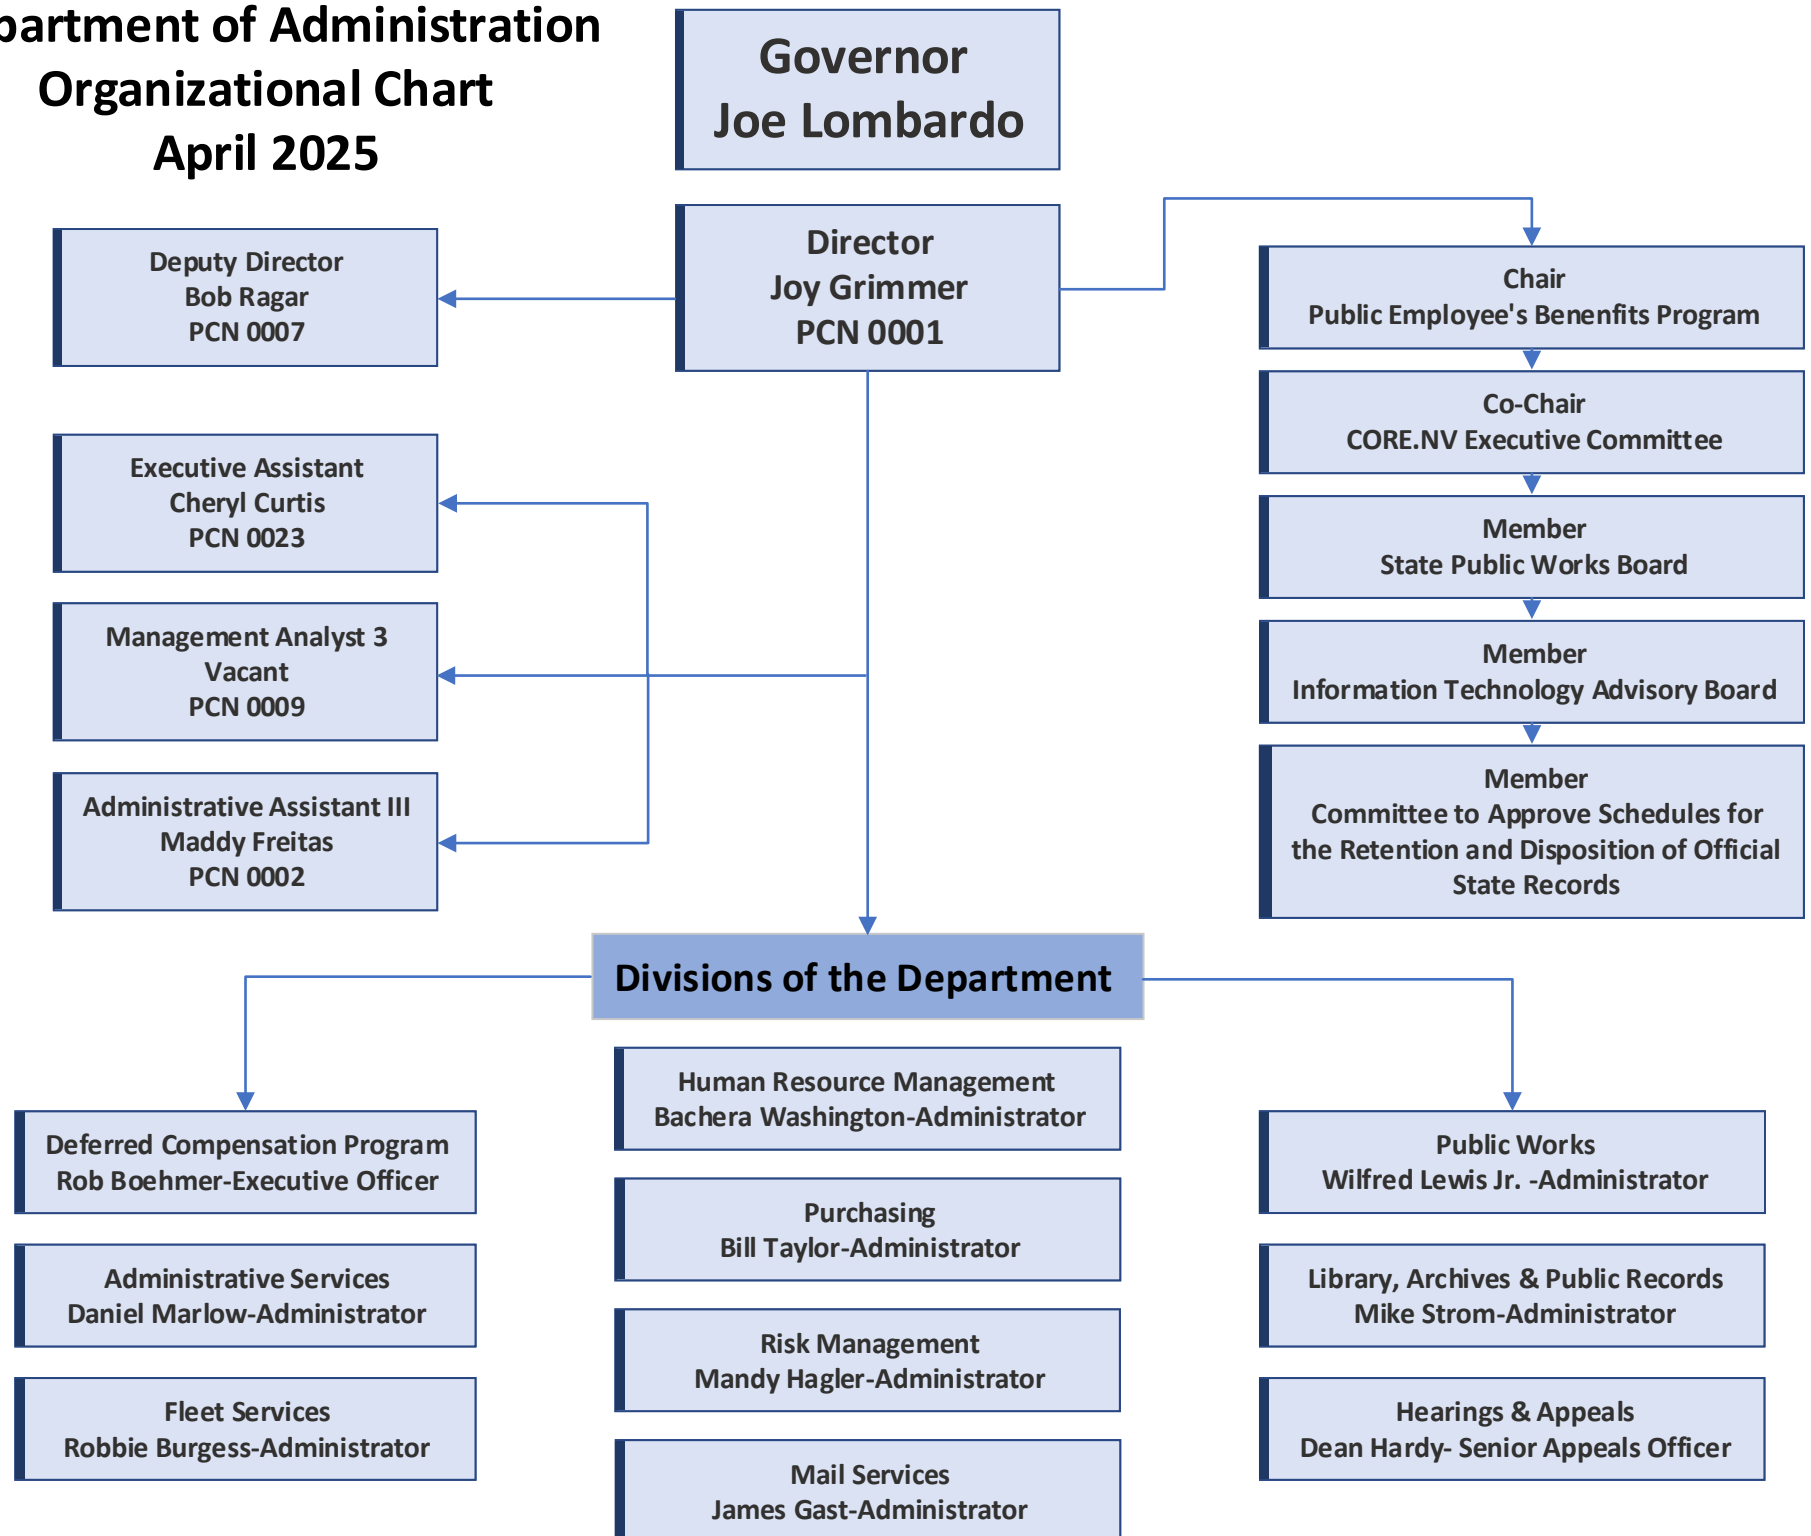 partment of Administration
Organizational Chart
April 2025
Governor
Joe Lombardo
Director
Joy Grimmer
PCN 0001
Deputy Director
Bob Ragar
PCN 0007
Executive Assistant
Cheryl Curtis
PCN 0023
Management Analyst 3
Vacant
PCN 0009
Administrative Assistant III
Maddy Freitas
PCN 0002
Chair
Public Employee's Benenfits Program
Co-Chair
CORE.NV Executive Committee
Member
State Public Works Board
Member
Information Technology Advisory Board
Member
Committee to Approve Schedules for
the Retention and Disposition of Official
State Records
Divisions of the Department
Deferred Compensation Program
Rob Boehmer-Executive Officer
Administrative Services
Daniel Marlow-Administrator
Fleet Services
Robbie Burgess-Administrator
Human Resource Management
Bachera Washington-Administrator
Purchasing
Bill Taylor-Administrator
Risk Management
Mandy Hagler-Administrator
Mail Services
James Gast-Administrator
Public Works
Wilfred Lewis Jr. -Administrator
Library, Archives & Public Records
Mike Strom-Administrator
Hearings & Appeals
Dean Hardy- Senior Appeals Officer